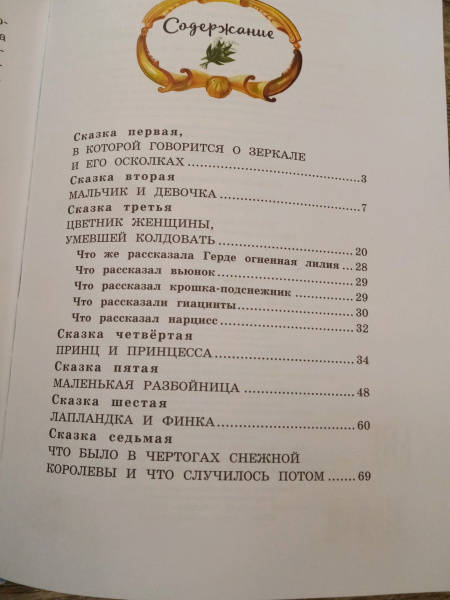 о-
а
-
Содержание
Сказка первая,
В КОТОРОЙ ГОВОРИТСЯ О ЗЕРКАЛЕ
И ЕГО ОСКОЛКАХ 3
Сказка вторая
МАЛЬЧИК И ДЕВОЧКА 7
Сказка третья
ЦВЕТНИК ЖЕНЩИНЫ,
УМЕВШЕЙ КОЛДОВАТЬ 20
Что же рассказала Герде огненная лилия 28
Что рассказал вьюнок 29
Что рассказал крошка-подснежник 29
Что рассказали гиацинты 30
Что рассказал нарцисс 32
Сказка четвёртая
ПРИНЦ И ПРИНЦЕССА 34
Сказка пятая
МАЛЕНЬКАЯ РАЗБОЙНИЦА 48
Сказка шестая
ЛАПЛАНДКА И ФИНКА 60
Сказка седьмая
ЧТО БЫЛО В ЧЕРТОГАХ СНЕЖНОЙ
КОРОЛЕВЫ И ЧТО СЛУЧИЛОСЬ ПОТОМ 69